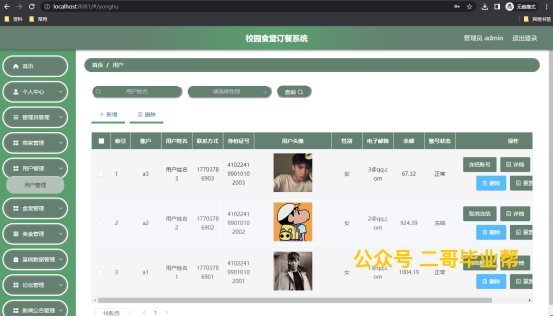 localhost:8081/#/yonghu
无痕模式
资料 常用 其他书签
校园食堂订餐系统
管理员 admin 退出登录
首页
个人中心
管理员管理
商家管理
用户管理
用户管理
食堂管理
美食管理
基础数据管理
论坛管理
新闻公告管理
首页 / 用户
用户姓名 请选择性别 查询
+ 新增 删除
索引 账户 用户姓名 联系方式 身份证号 用户头像 性别 电子邮箱 余额 账号状态 操作
1 a3 用户姓名3 17703786903 410224199010102003 女 3@qq.com 67.32 正常 冻结账号 详情 删除 重置
2 a2 用户姓名2 17703786902 410224199010102002 女 2@qq.com 924.39 冻结 取消冻结 详情 删除 重置
3 a1 用户姓名1 17703786901 410224199010102001 女 1@qq.com 1004.19 正常 冻结账号 详情 删除
公众号 二哥毕业帮
10条/页 1